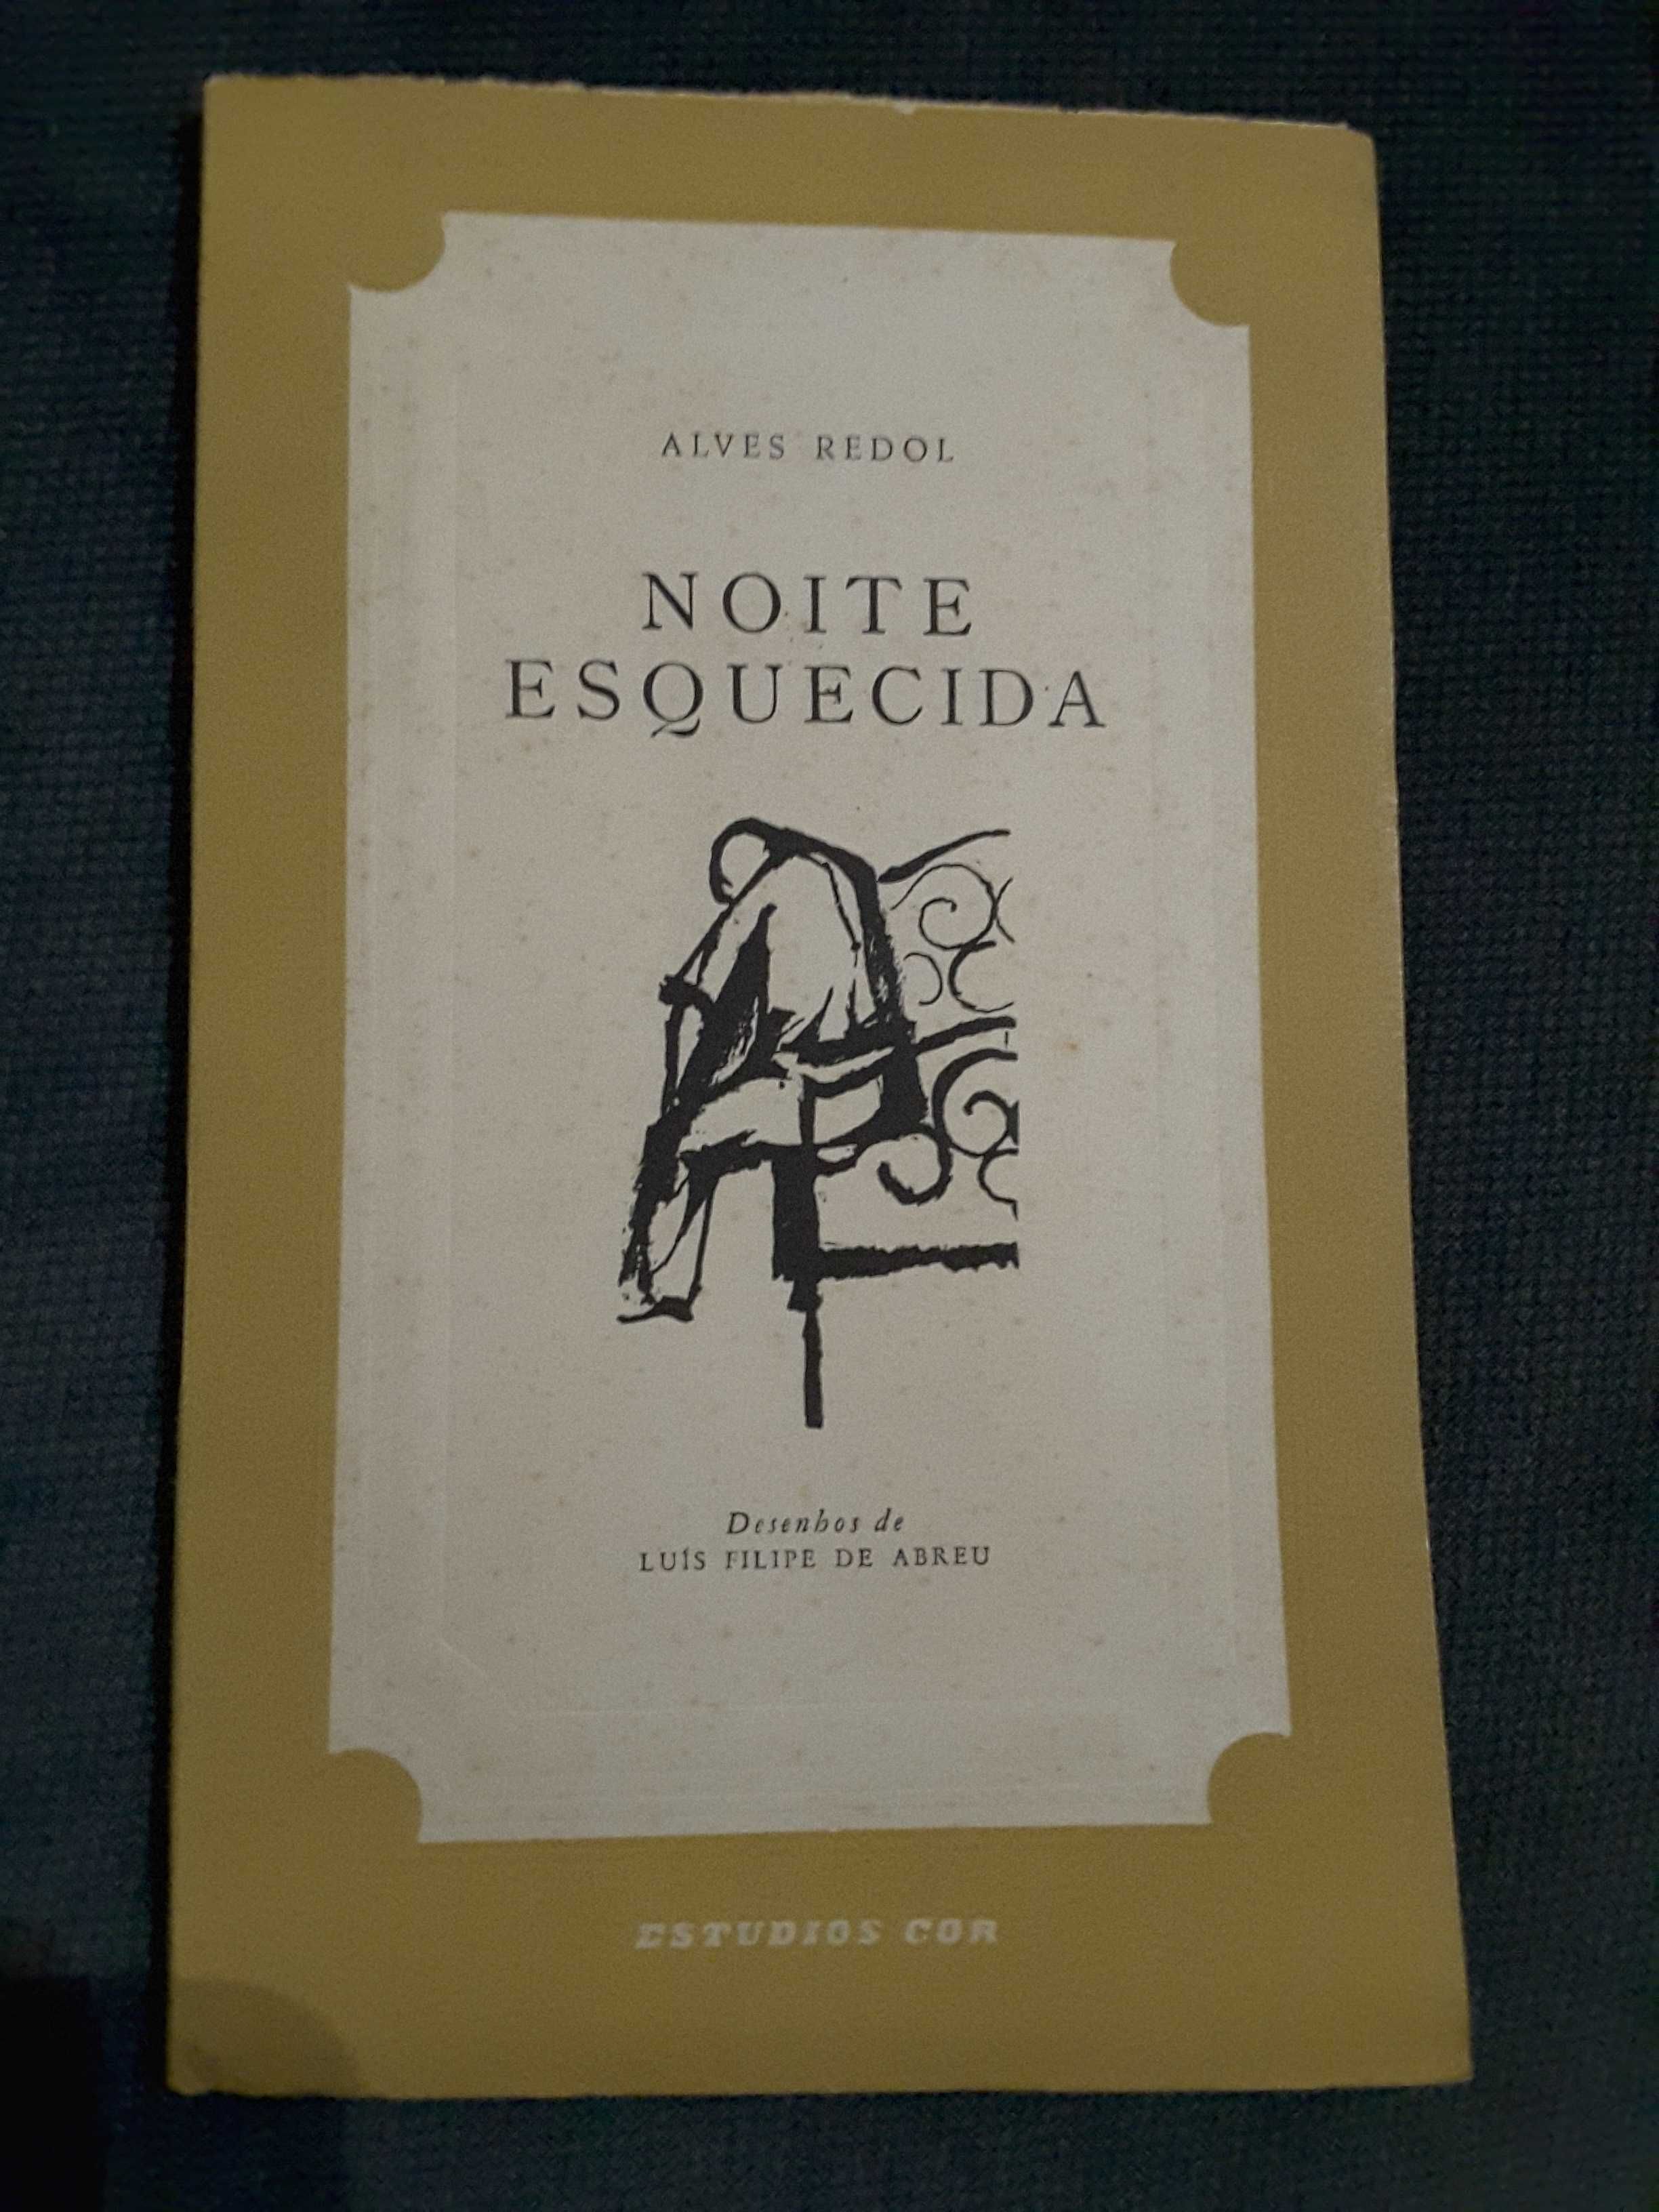 ALVES REDOL
NOITE
ESQUECIDA
Desenhos de
LUÍS FILIPE DE ABREU
ESTUDIOS COR